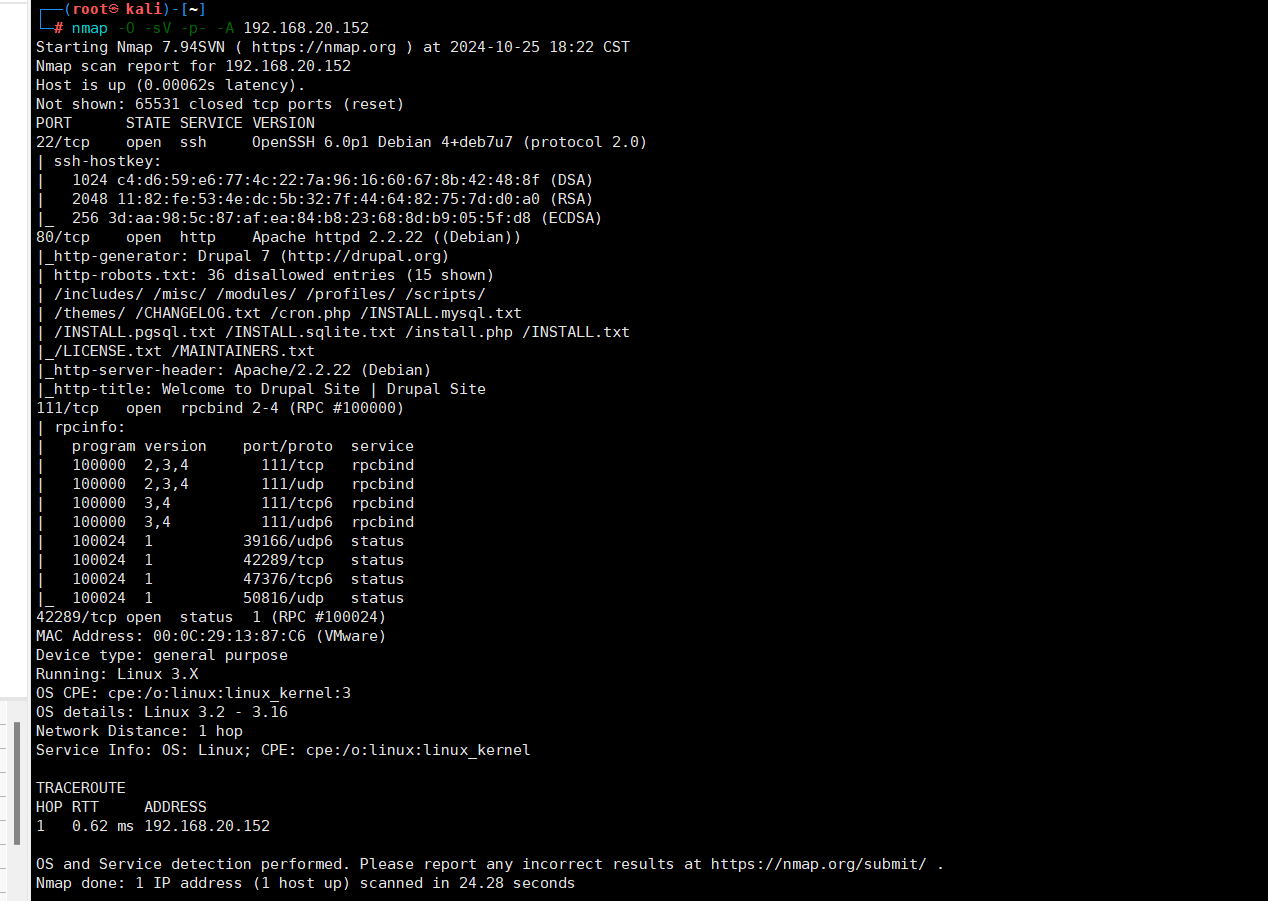 ┌──(root㉿kali)-[~]
└─# nmap -O -sV -p- -A 192.168.20.152
Starting Nmap 7.94SVN ( https://nmap.org ) at 2024-10-25 18:22 CST
Nmap scan report for 192.168.20.152
Host is up (0.00062s latency).
Not shown: 65531 closed tcp ports (reset)
PORT      STATE SERVICE VERSION
22/tcp    open  ssh     OpenSSH 6.0p1 Debian 4+deb7u7 (protocol 2.0)
| ssh-hostkey:
|   1024 c4:d6:59:e6:77:4c:22:7a:96:16:60:67:8b:42:48:8f (DSA)
|   2048 11:82:fe:53:4e:dc:5b:32:7f:44:64:82:75:7d:d0:a0 (RSA)
|_  256 3d:aa:98:5c:87:af:ea:84:b8:23:68:8d:b9:05:5f:d8 (ECDSA)
80/tcp    open  http    Apache httpd 2.2.22 ((Debian))
|_http-generator: Drupal 7 (http://drupal.org)
| http-robots.txt: 36 disallowed entries (15 shown)
| /includes/ /misc/ /modules/ /profiles/ /scripts/
| /themes/ /CHANGELOG.txt /cron.php /INSTALL.mysql.txt
| /INSTALL.pgsql.txt /INSTALL.sqlite.txt /install.php /INSTALL.txt
|_/LICENSE.txt /MAINTAINERS.txt
|_http-server-header: Apache/2.2.22 (Debian)
|_http-title: Welcome to Drupal Site | Drupal Site
111/tcp   open  rpcbind 2-4 (RPC #100000)
| rpcinfo:
|   program version    port/proto  service
|   100000  2,3,4        111/tcp   rpcbind
|   100000  2,3,4        111/udp   rpcbind
|   100000  3,4          111/tcp6  rpcbind
|   100000  3,4          111/udp6  rpcbind
|   100024  1          39166/udp6  status
|   100024  1          42289/tcp   status
|   100024  1          47376/tcp6  status
|_  100024  1          50816/udp   status
42289/tcp open  status  1 (RPC #100024)
MAC Address: 00:0C:29:13:87:C6 (VMware)
Device type: general purpose
Running: Linux 3.X
OS CPE: cpe:/o:linux:linux_kernel:3
OS details: Linux 3.2 - 3.16
Network Distance: 1 hop
Service Info: OS: Linux; CPE: cpe:/o:linux:linux_kernel

TRACEROUTE
HOP RTT     ADDRESS
1   0.62 ms 192.168.20.152

OS and Service detection performed. Please report any incorrect results at https://nmap.org/submit/ .
Nmap done: 1 IP address (1 host up) scanned in 24.28 seconds